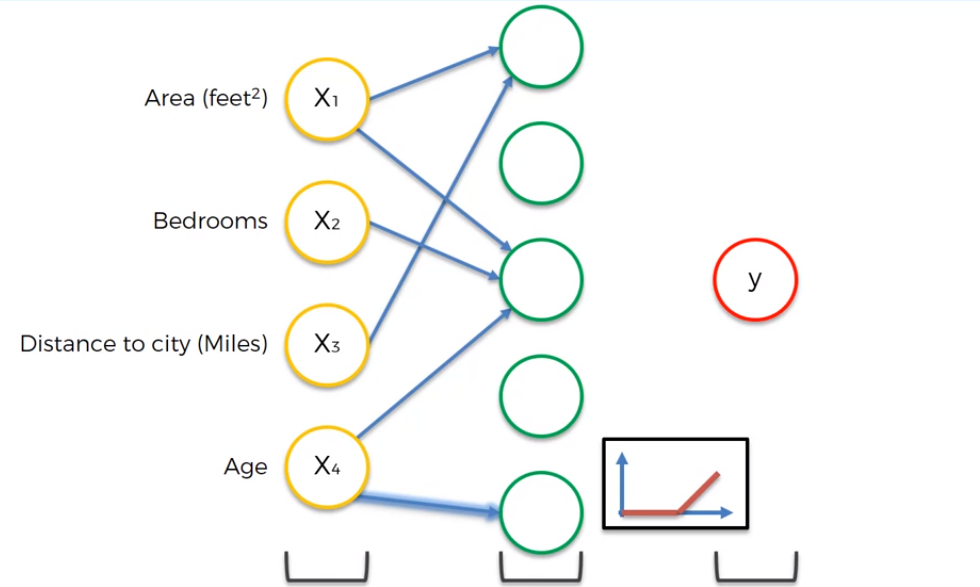 Area (feet²) X₁
Bedrooms X₂
y
Distance to city (Miles) X₃
Age X₄